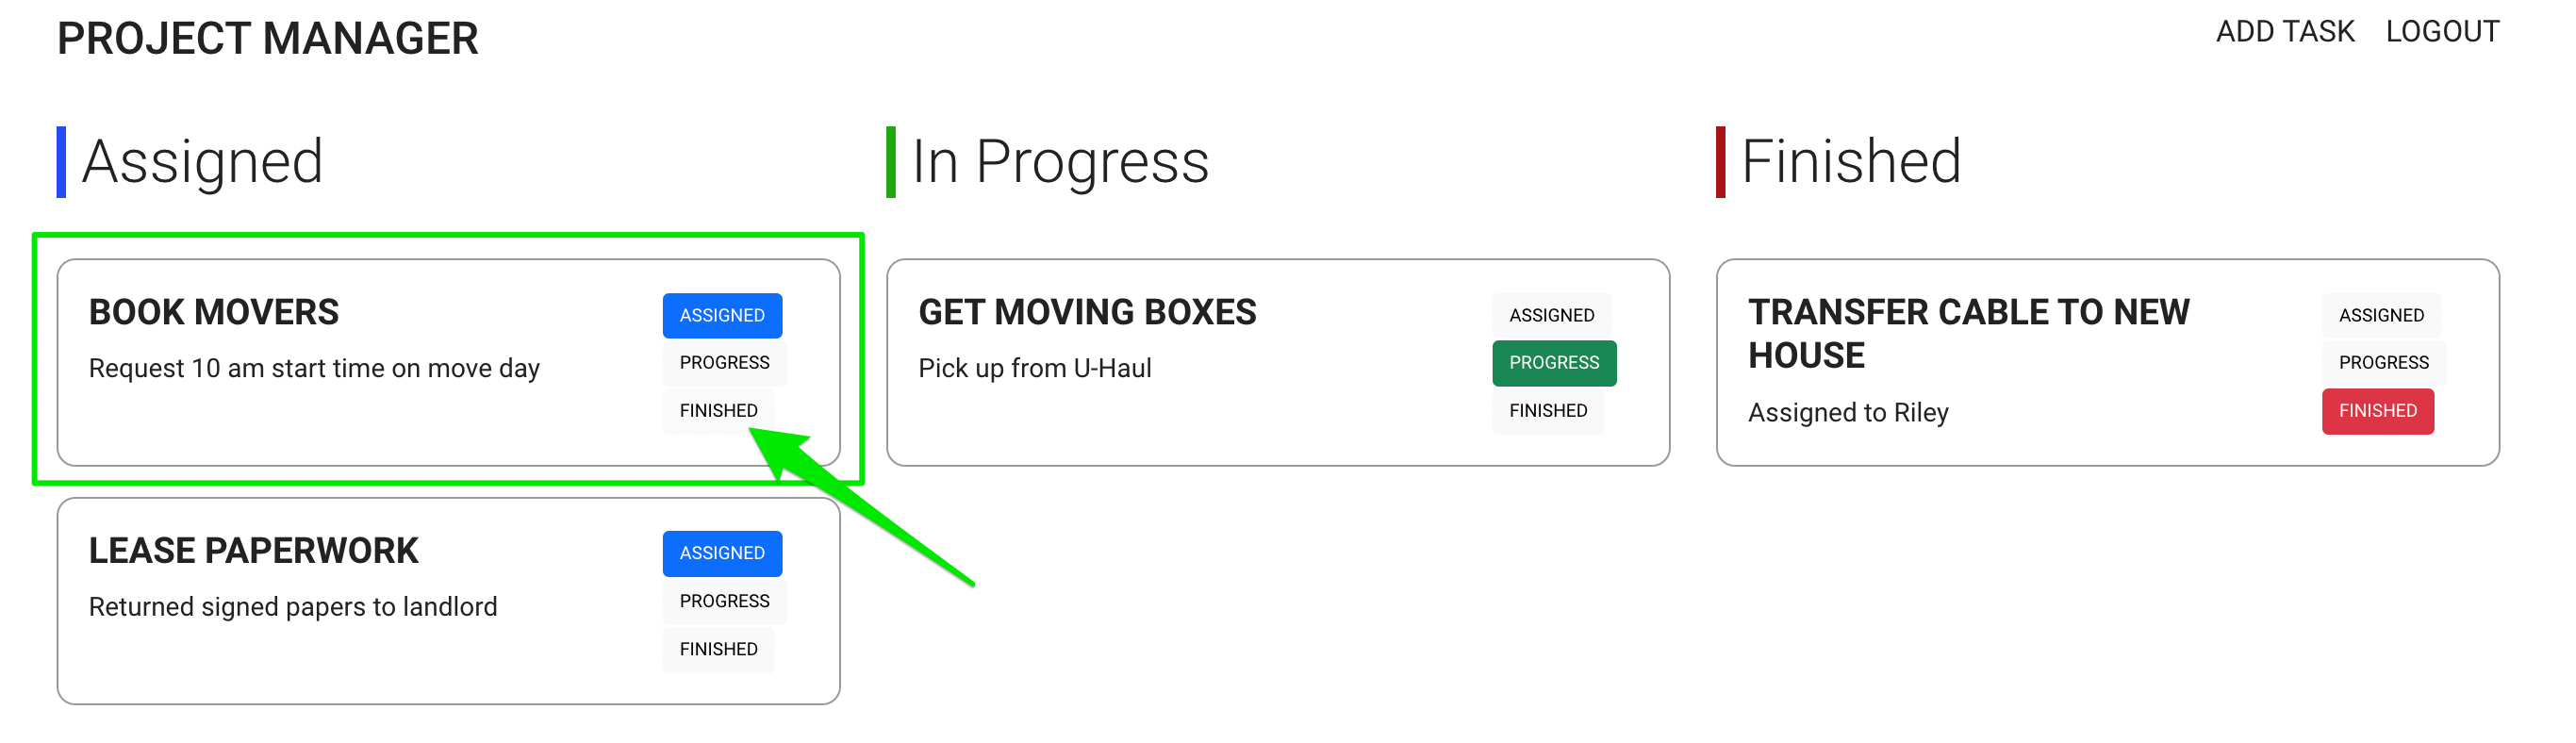 PROJECT MANAGER
ADD TASK
LOGOUT
Assigned
In Progress
Finished
BOOK MOVERS
Request 10 am start time on move day
ASSIGNED
PROGRESS
FINISHED
LEASE PAPERWORK
Returned signed papers to landlord
ASSIGNED
PROGRESS
FINISHED
GET MOVING BOXES
Pick up from U-Haul
ASSIGNED
PROGRESS
FINISHED
TRANSFER CABLE TO NEW
HOUSE
Assigned to Riley
ASSIGNED
PROGRESS
FINISHED